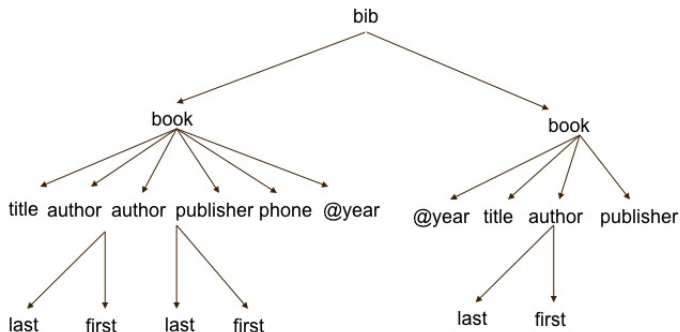 bib
book
book
title author author publisher phone @year
@year title author publisher
last first last first
last first